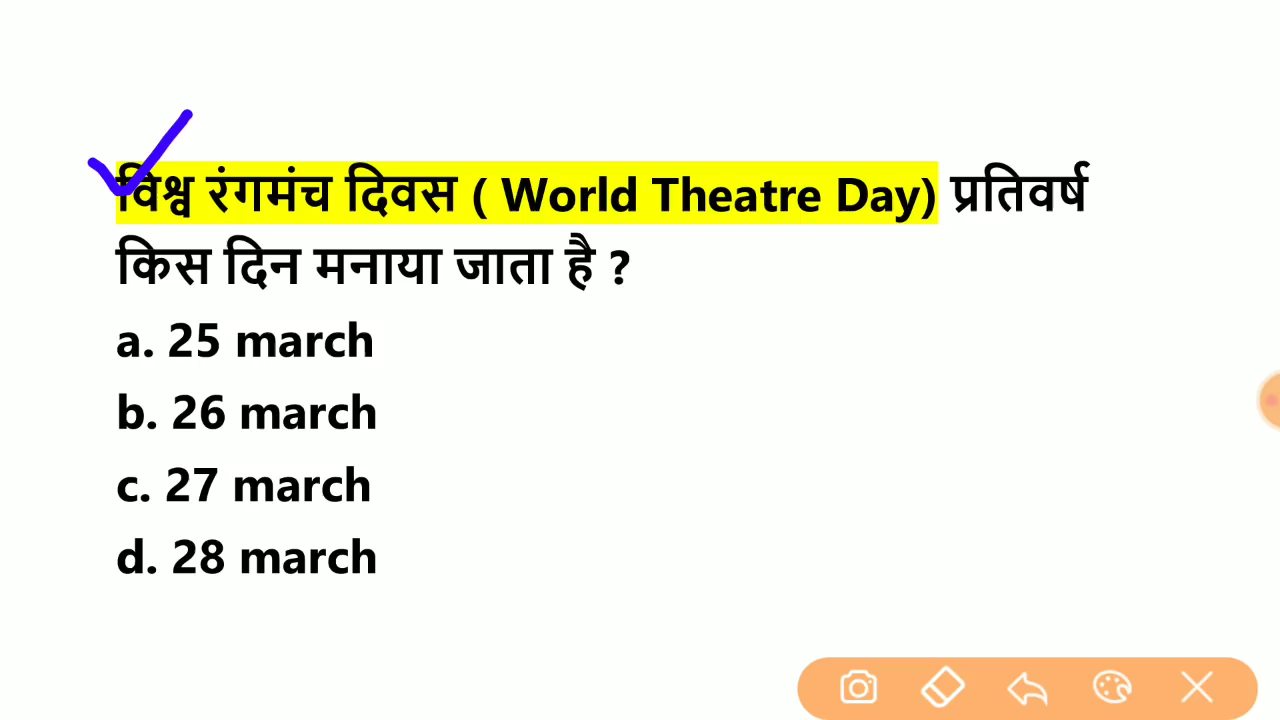 विश्व रंगमंच दिवस ( World Theatre Day) प्रतिवर्ष
किस दिन मनाया जाता है ?
a. 25 march
b. 26 march
c. 27 march
d. 28 march